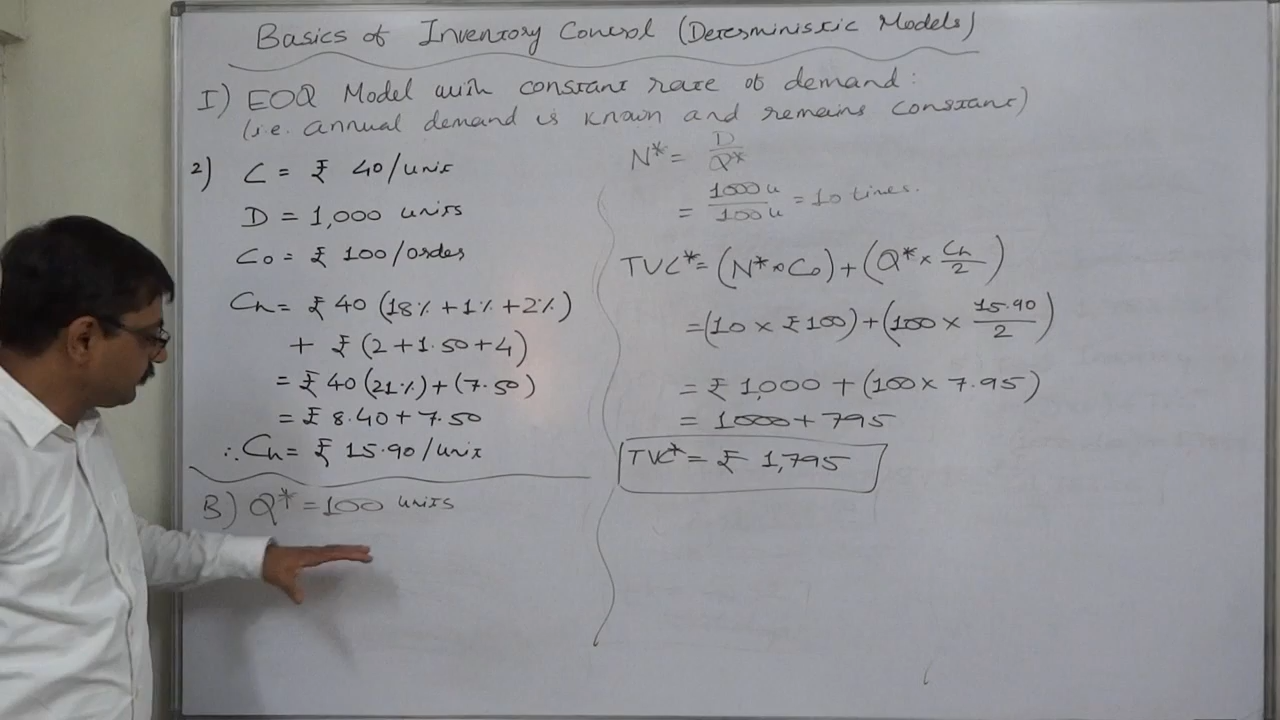 Basics of Inventory Control (Deterministic Models)
I) EOQ Model with constant rate of demand:
(i.e. annual demand is known and remains constant)
2) C = ₹ 40/unit
D = 1,000 units
Co = ₹ 100/order
Ch = ₹ 40 (18% + 1% + 2%)
+ ₹ (2 + 1.50 + 4)
= ₹ 40 (21%) + (7.50)
= ₹ 8.40 + 7.50
∴ Ch = ₹ 15.90/unit
B) Q* = 100 units
N* = D / Q*
= 1000 u / 100 u = 10 times.
TVC* = (N* × Co) + (Q* × Ch / 2)
= (10 × ₹ 100) + (100 × 15.90 / 2)
= ₹ 1,000 + (100 × 7.95)
= 1000 + 795
TVC* = ₹ 1,795